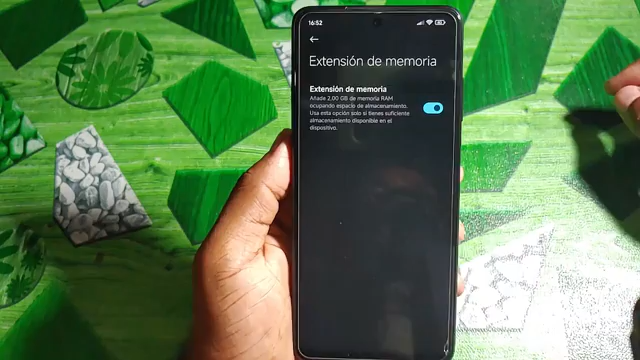 16:52
Extensión de memoria
Extensión de memoria
Añade 2,00 GB de memoria RAM
ocupando espacio de almacenamiento.
Usa esta opción solo si tienes suficiente
almacenamiento disponible en el
dispositivo.